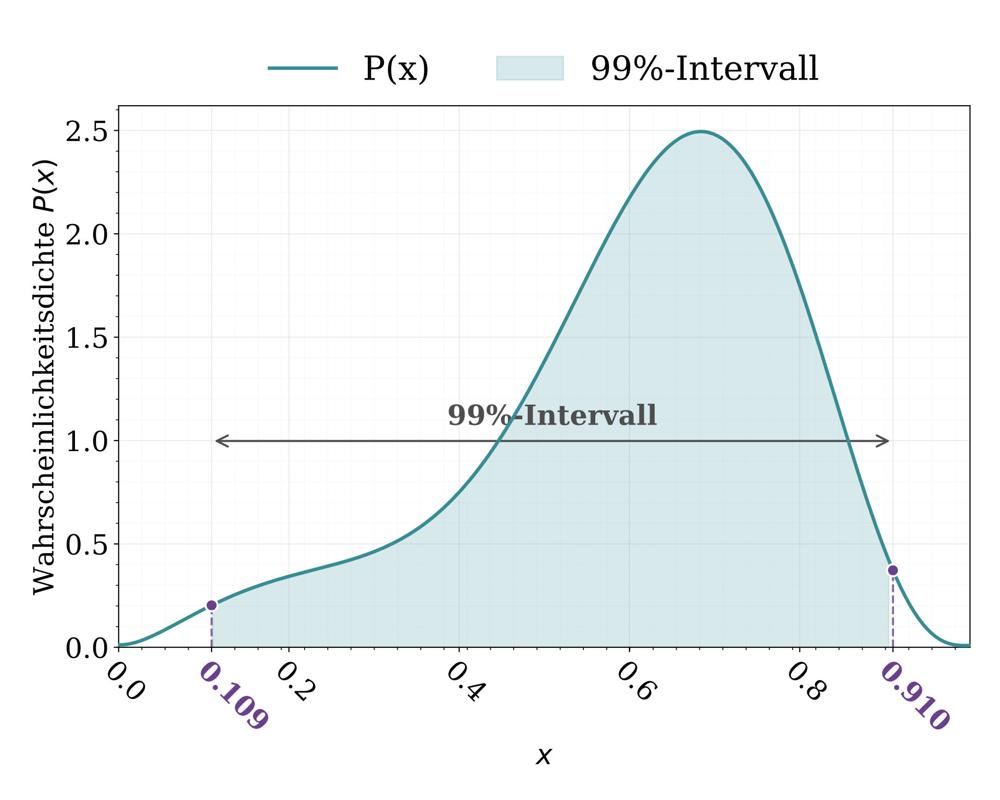 P(x) 99%-Intervall
Wahrscheinlichkeitsdichte P(x)
2.5
2.0
1.5
1.0
0.5
0.0
99%-Intervall
0.0 0.109 0.2 0.4 0.6 0.8 0.910
x